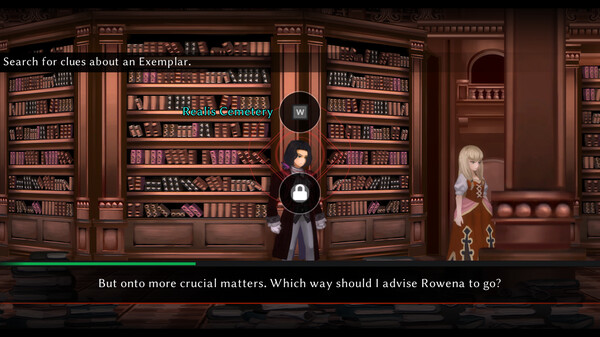 Search for clues about an Exemplar.
Realis Cemetery
W
But onto more crucial matters. Which way should I advise Rowena to go?